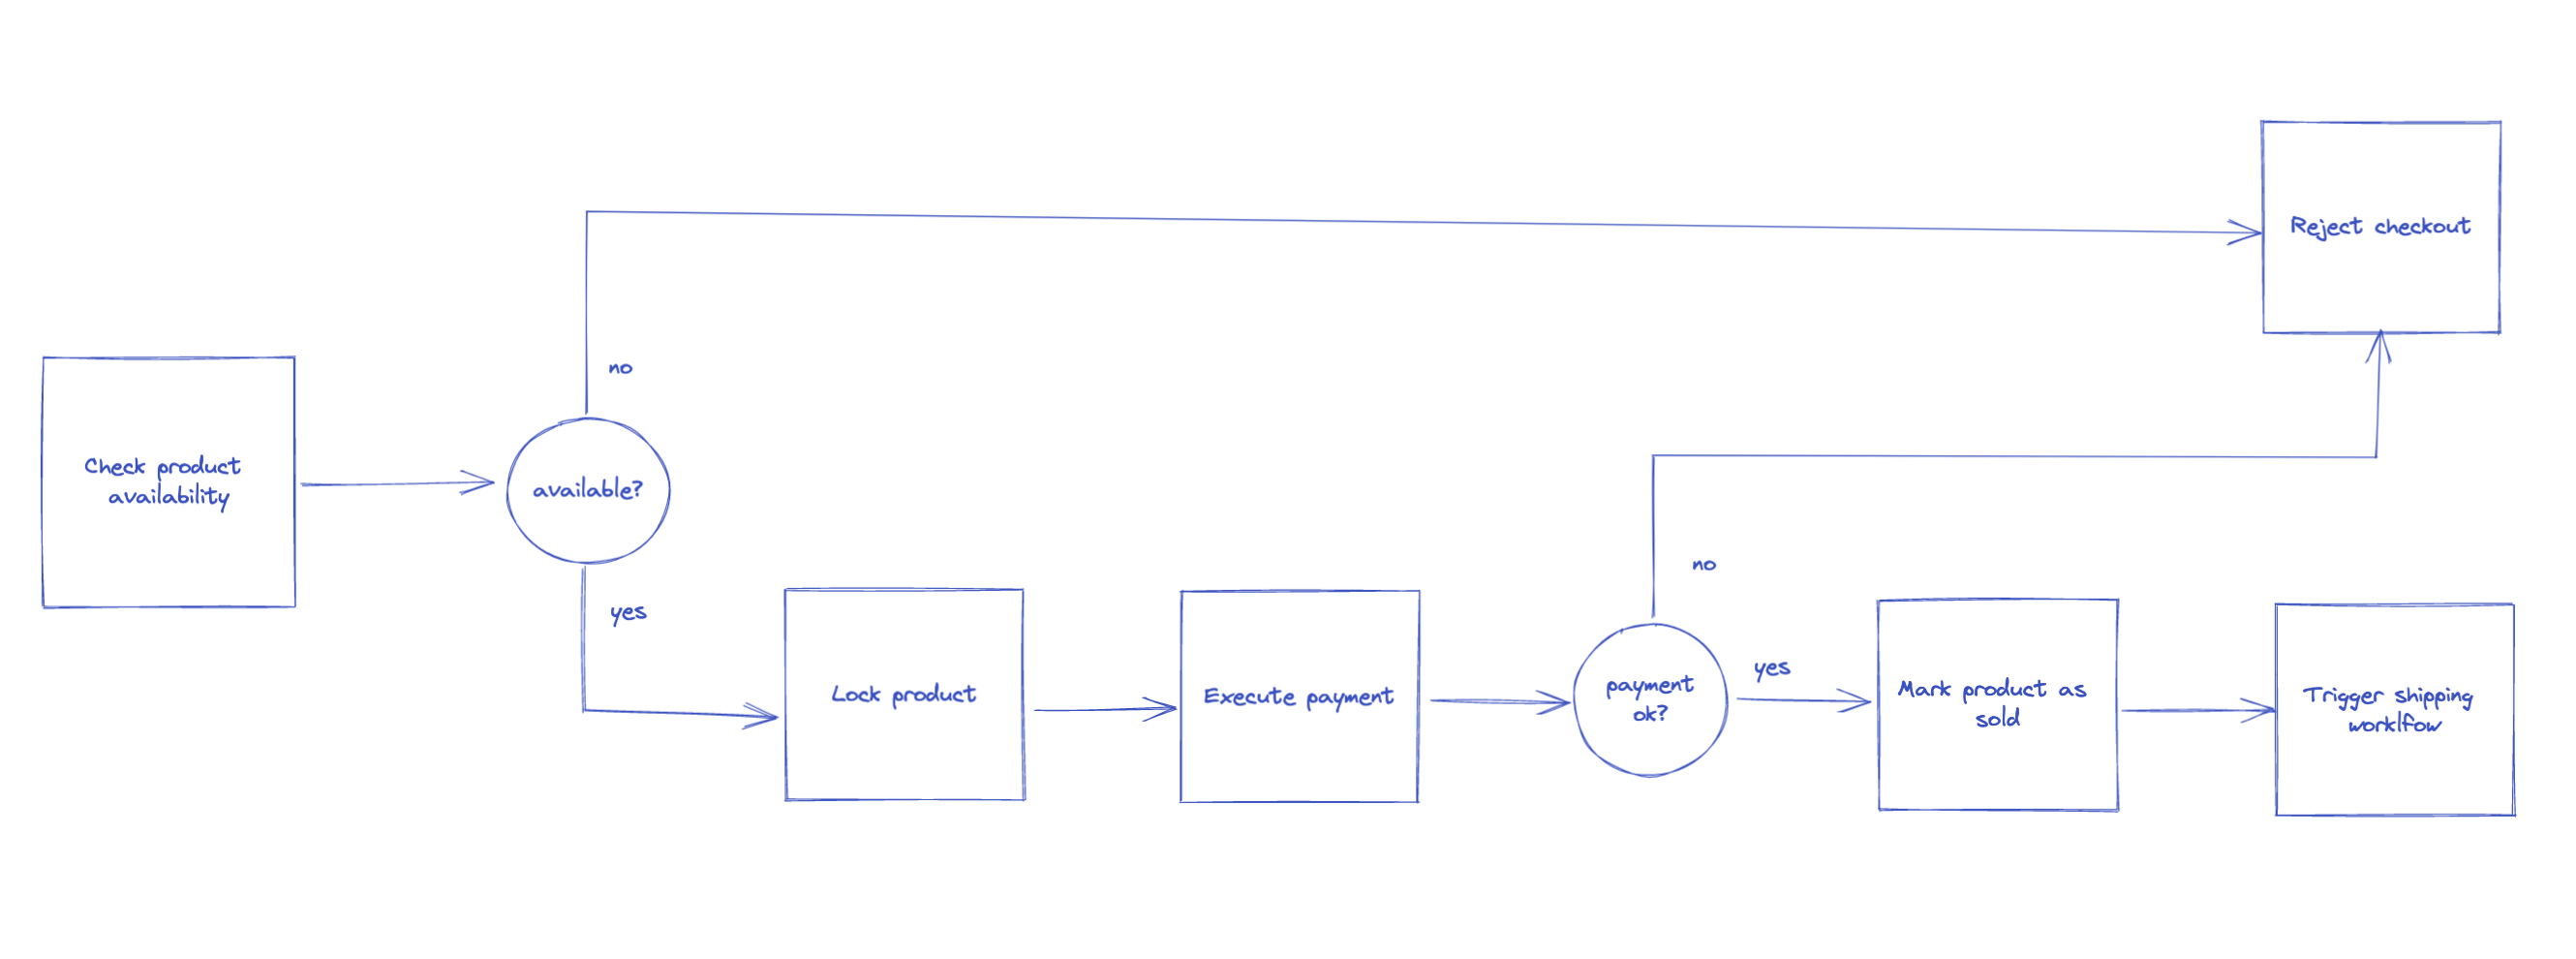 Check product
availability
available?
no
yes
Lock product
Execute payment
payment
ok?
no
yes
Mark product as
sold
Trigger shipping
worklfow
Reject checkout